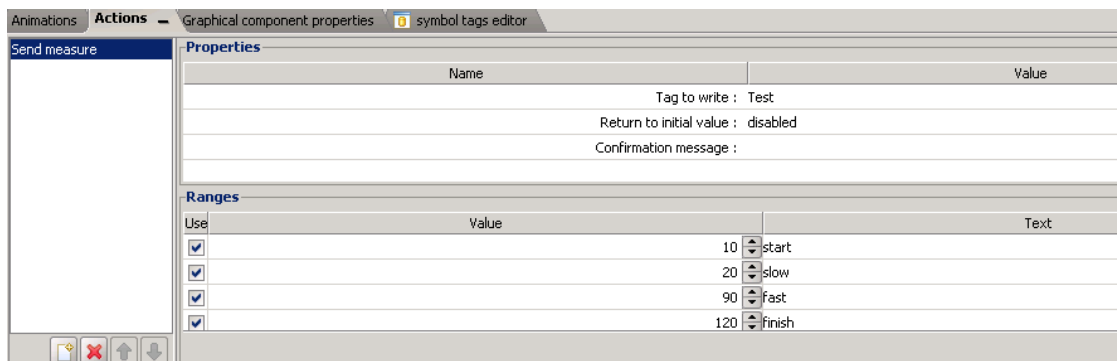 Animations Actions Graphical component properties symbol tags editor
Send measure
Properties
Name Value
Tag to write : Test
Return to initial value : disabled
Confirmation message :
Ranges
Use Value Text
10 start
20 slow
90 fast
120 finish